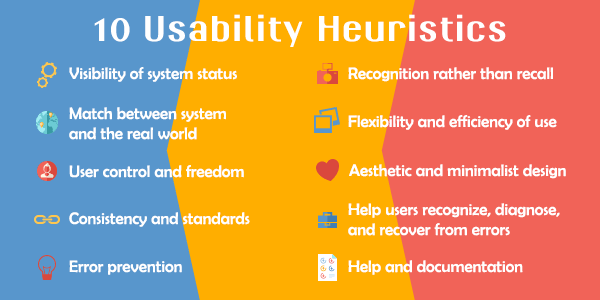 10 Usability Heuristics
Visibility of system status
Match between system
and the real world
User control and freedom
Consistency and standards
Error prevention
Recognition rather than recall
Flexibility and efficiency of use
Aesthetic and minimalist design
Help users recognize, diagnose,
and recover from errors
Help and documentation